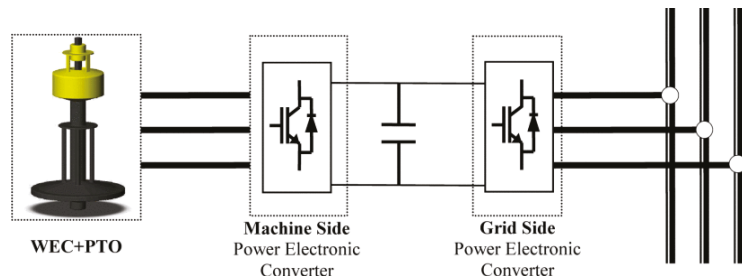 WEC+PTO
Machine Side
Power Electronic
Converter
Grid Side
Power Electronic
Converter